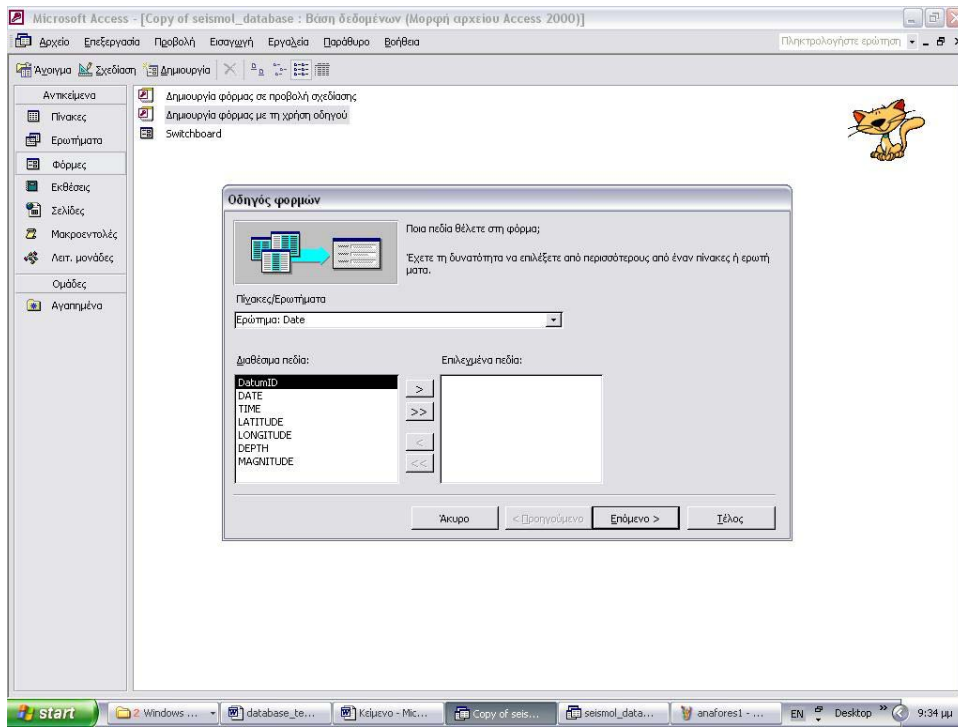 Microsoft Access - [Copy of seismol_database : Βάση δεδομένων (Μορφή αρχείου Access 2000)]
Αρχείο Επεξεργασία Προβολή Εισαγωγή Εργαλεία Παράθυρο Βοήθεια
Πληκτρολογήστε ερώτηση
Άνοιγμα Σχεδίαση Δημιουργία
Αντικείμενα
Πίνακες
Ερωτήματα
Φόρμες
Εκθέσεις
Σελίδες
Μακροεντολές
Λειτ. μονάδες
Ομάδες
Αγαπημένα
Δημιουργία φόρμας σε προβολή σχεδίασης
Δημιουργία φόρμας με τη χρήση οδηγού
Switchboard
Οδηγός φορμών
Ποια πεδία θέλετε στη φόρμα;
Έχετε τη δυνατότητα να επιλέξετε από περισσότερους από έναν πίνακες ή ερωτή
ματα.
Πίνακες/Ερωτήματα
Ερώτημα: Date
Διαθέσιμα πεδία:
Επιλεγμένα πεδία:
DatumID
DATE
TIME
LATITUDE
LONGITUDE
DEPTH
MAGNITUDE
>
>>
<
<<
Άκυρο
< Προηγούμενο
Επόμενο >
Τέλος
start
2 Windows ...
database_te...
Κείμενο - Mic...
Copy of seis...
seismol_data...
anafores1 - ...
EN
Desktop »
9:34 μμ